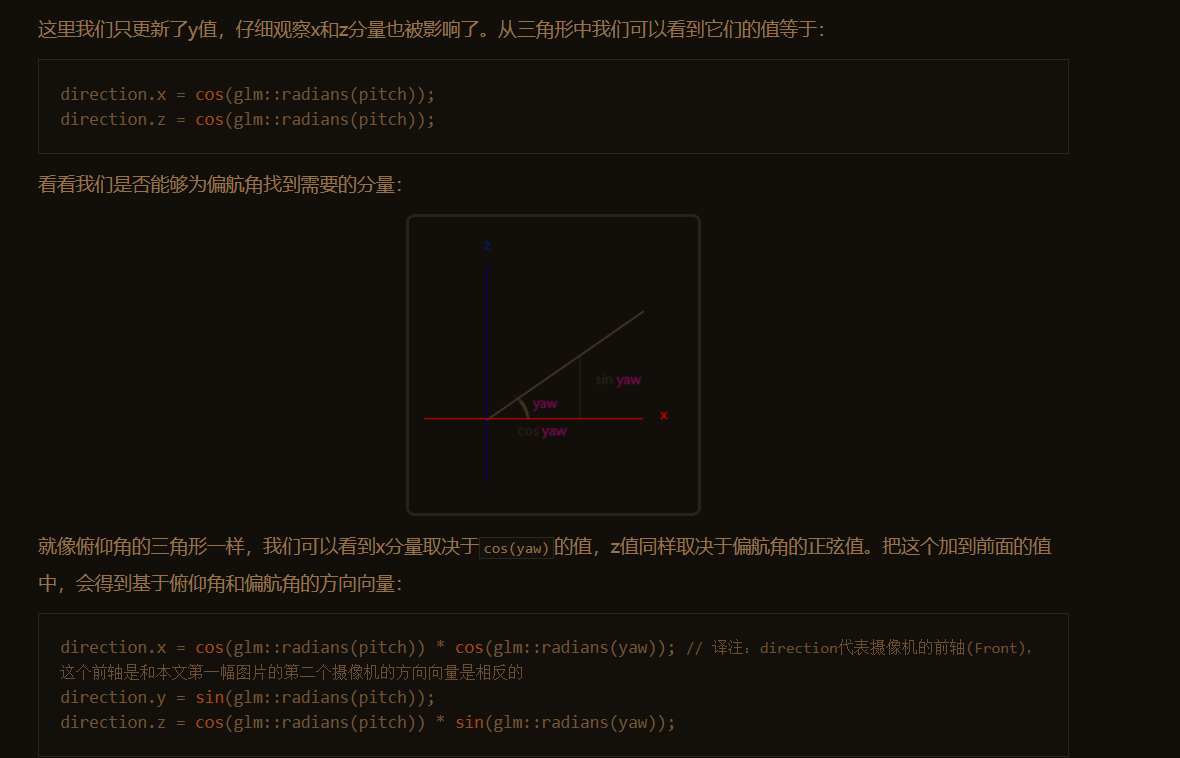 这里我们只更新了y值，仔细观察x和z分量也被影响了。从三角形中我们可以看到它们的值等于：
direction.x = cos(glm::radians(pitch));
direction.z = cos(glm::radians(pitch));
看看我们是否能够为偏航角找到需要的分量：
z
sin yaw
yaw
x
cos yaw
就像俯仰角的三角形一样，我们可以看到x分量取决于cos(yaw)的值，z值同样取决于偏航角的正弦值。把这个加到前面的值
中，会得到基于俯仰角和偏航角的方向向量：
direction.x = cos(glm::radians(pitch)) * cos(glm::radians(yaw)); // 译注：direction代表摄像机的前轴(Front)，
这个前轴是和本文第一幅图片的第二个摄像机的方向向量是相反的
direction.y = sin(glm::radians(pitch));
direction.z = cos(glm::radians(pitch)) * sin(glm::radians(yaw));